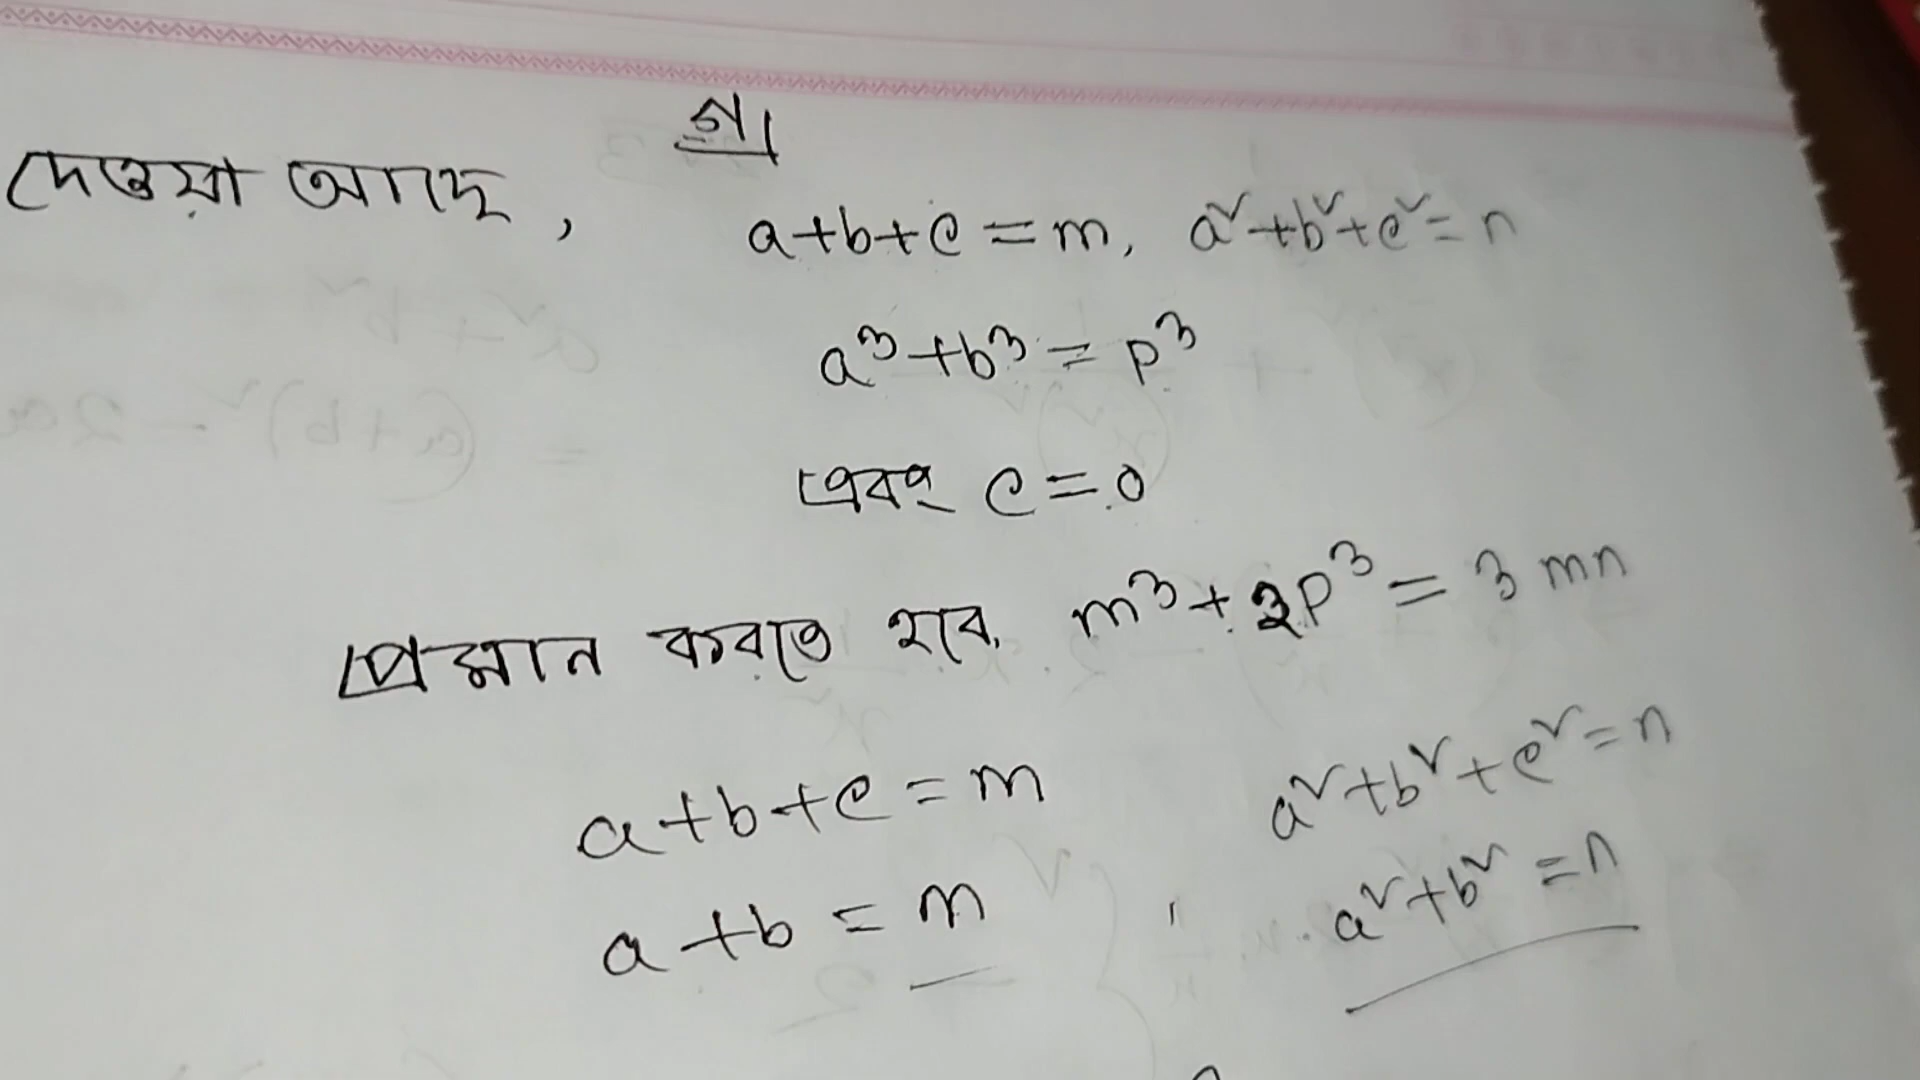 গ।
দেওয়া আছে, a+b+c=m, a²+b²+c²=n
a³+b³=p³
এবং c=0
প্রমান করতে হবে, m³+2p³=3mn
a+b+c=m a²+b²+c²=n
a+b=m a²+b²=n